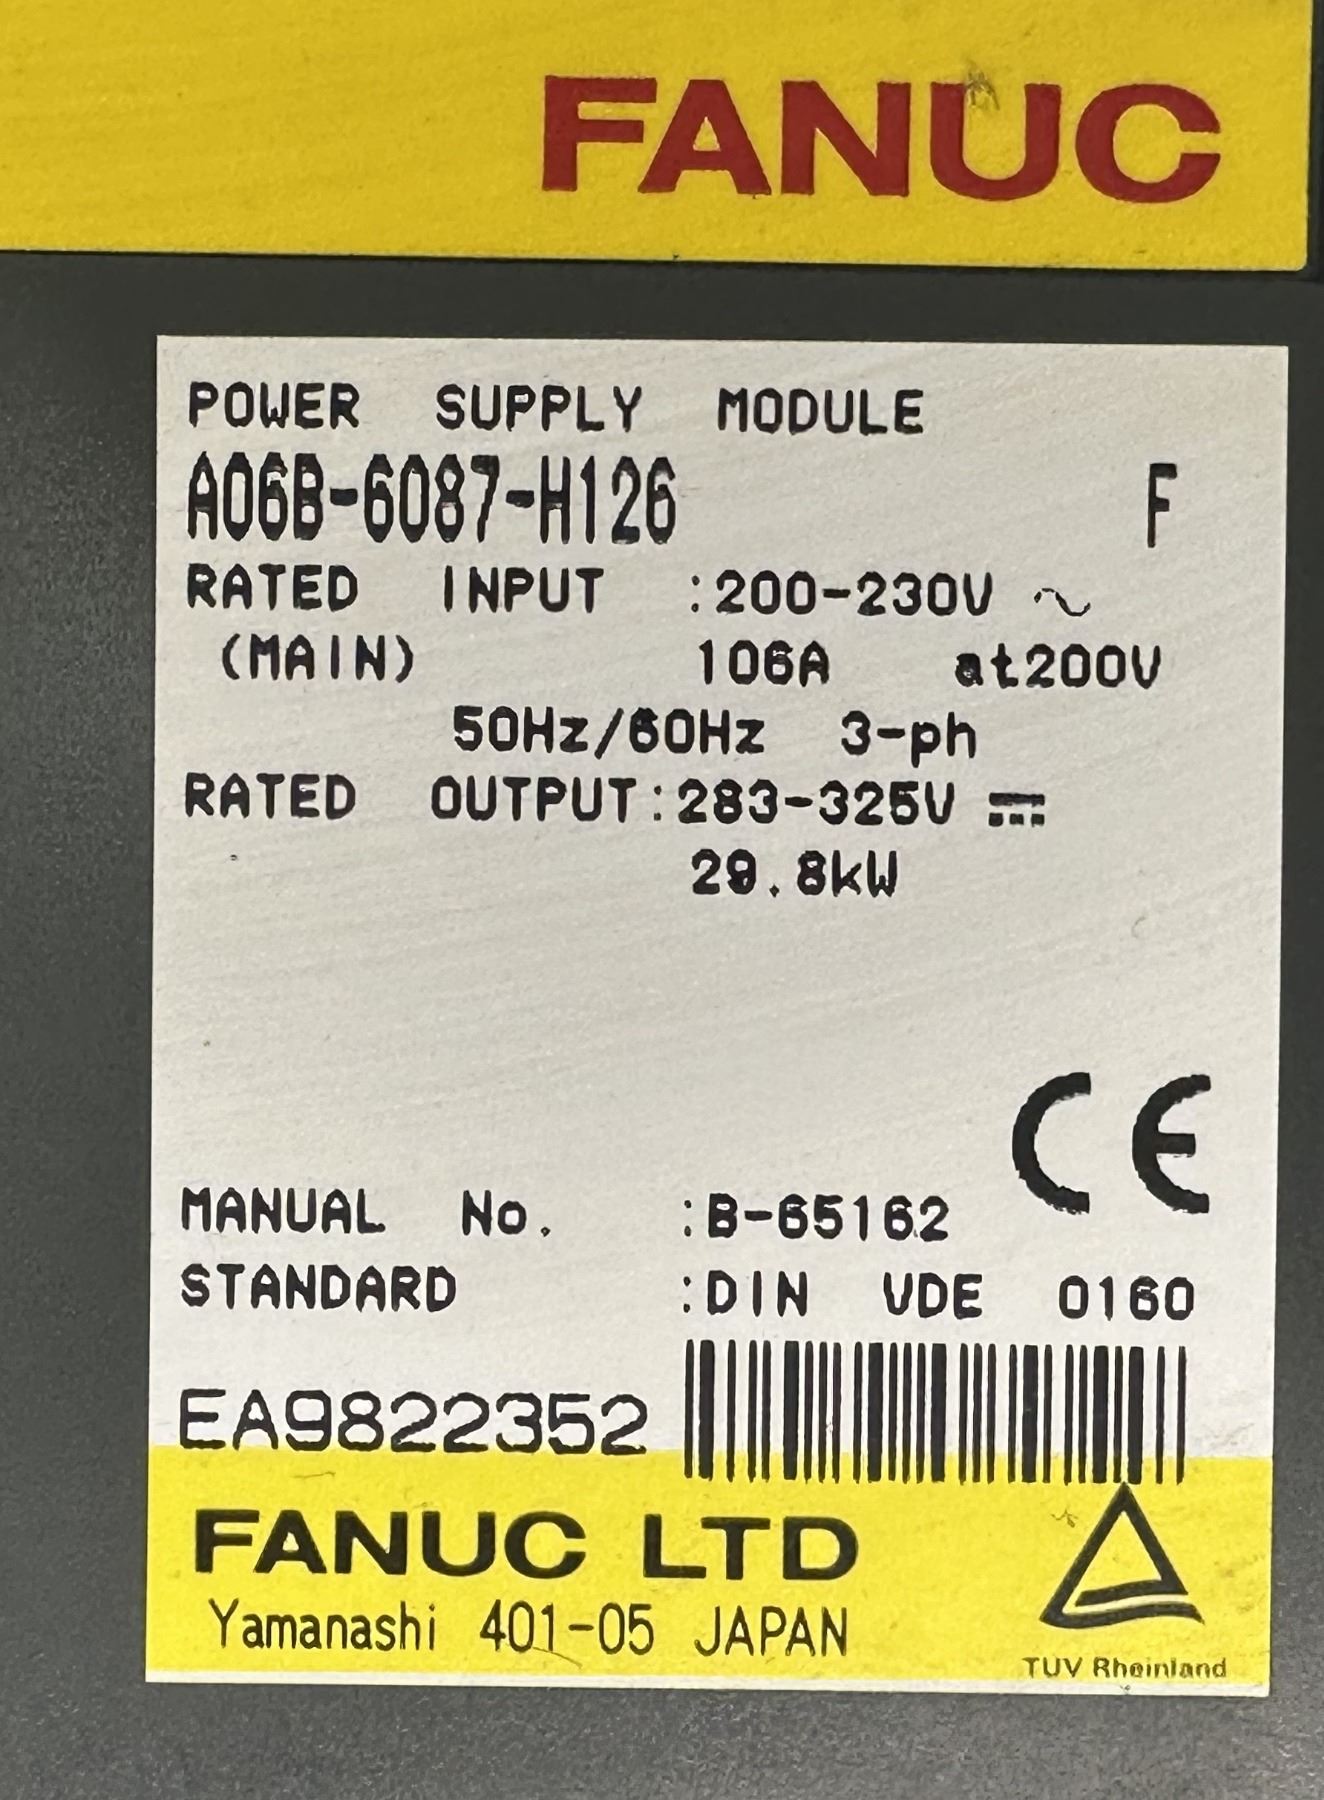 FANUC
POWER SUPPLY MODULE
A06B-6087-H126 F
RATED INPUT :200-230V ~
(MAIN) 106A at200V
50Hz/60Hz 3-ph
RATED OUTPUT:283-325V ⎓
29.8kW
CE
MANUAL No. :B-65162
STANDARD :DIN VDE 0160
EA9822352
FANUC LTD
Yamanashi 401-05 JAPAN
TUV Rheinland